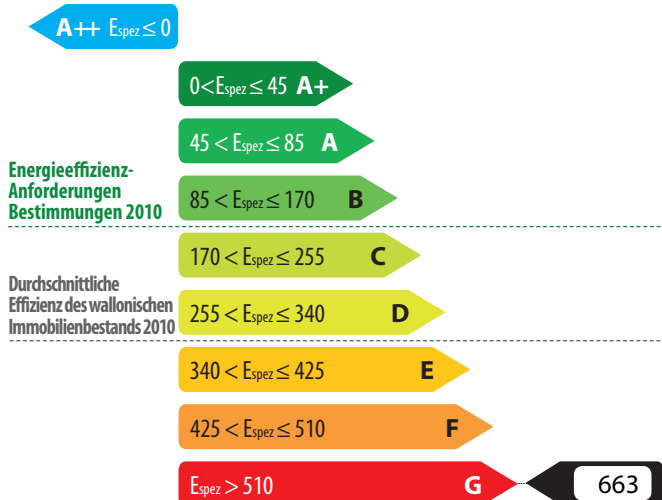 A++ Espez ≤ 0
0<Espez ≤ 45 A+
45 < Espez ≤ 85 A
Energieeffizienz-
Anforderungen
Bestimmungen 2010
85 < Espez ≤ 170 B
170 < Espez ≤ 255 C
Durchschnittliche
Effizienz des wallonischen
Immobilienbestands 2010
255 < Espez ≤ 340 D
340 < Espez ≤ 425 E
425 < Espez ≤ 510 F
Espez > 510 G 663